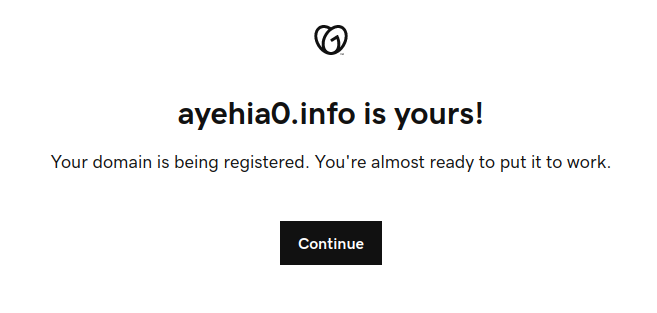 ayehia0.info is yours!
Your domain is being registered. You're almost ready to put it to work.
Continue